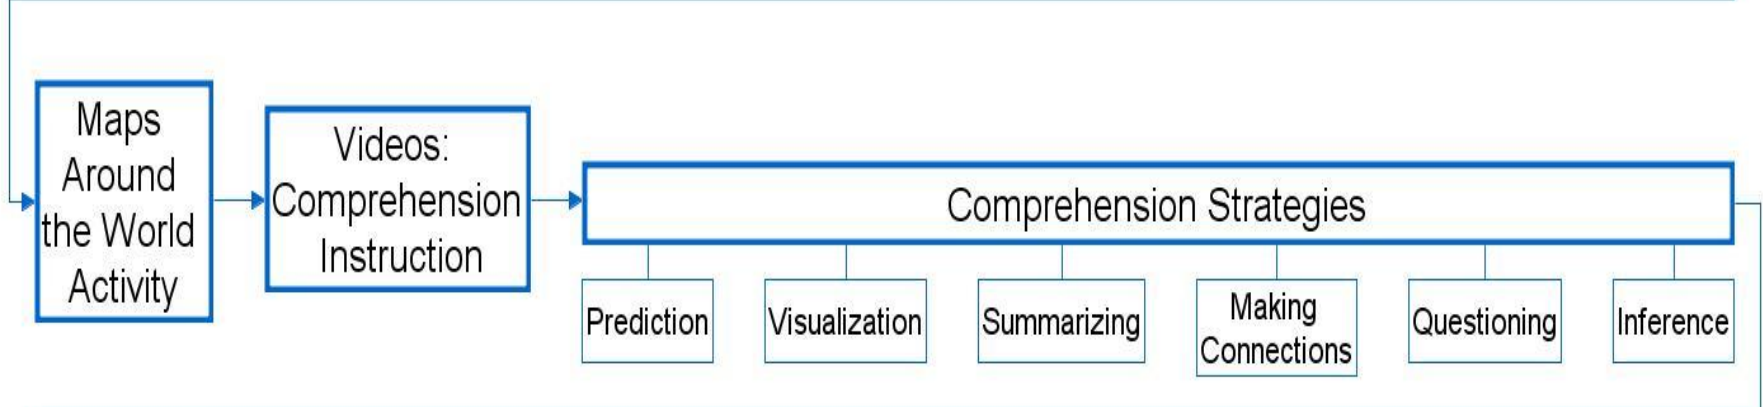 Maps
Around
the World
Activity
Videos:
Comprehension
Instruction
Comprehension Strategies
Prediction
Visualization
Summarizing
Making
Connections
Questioning
Inference